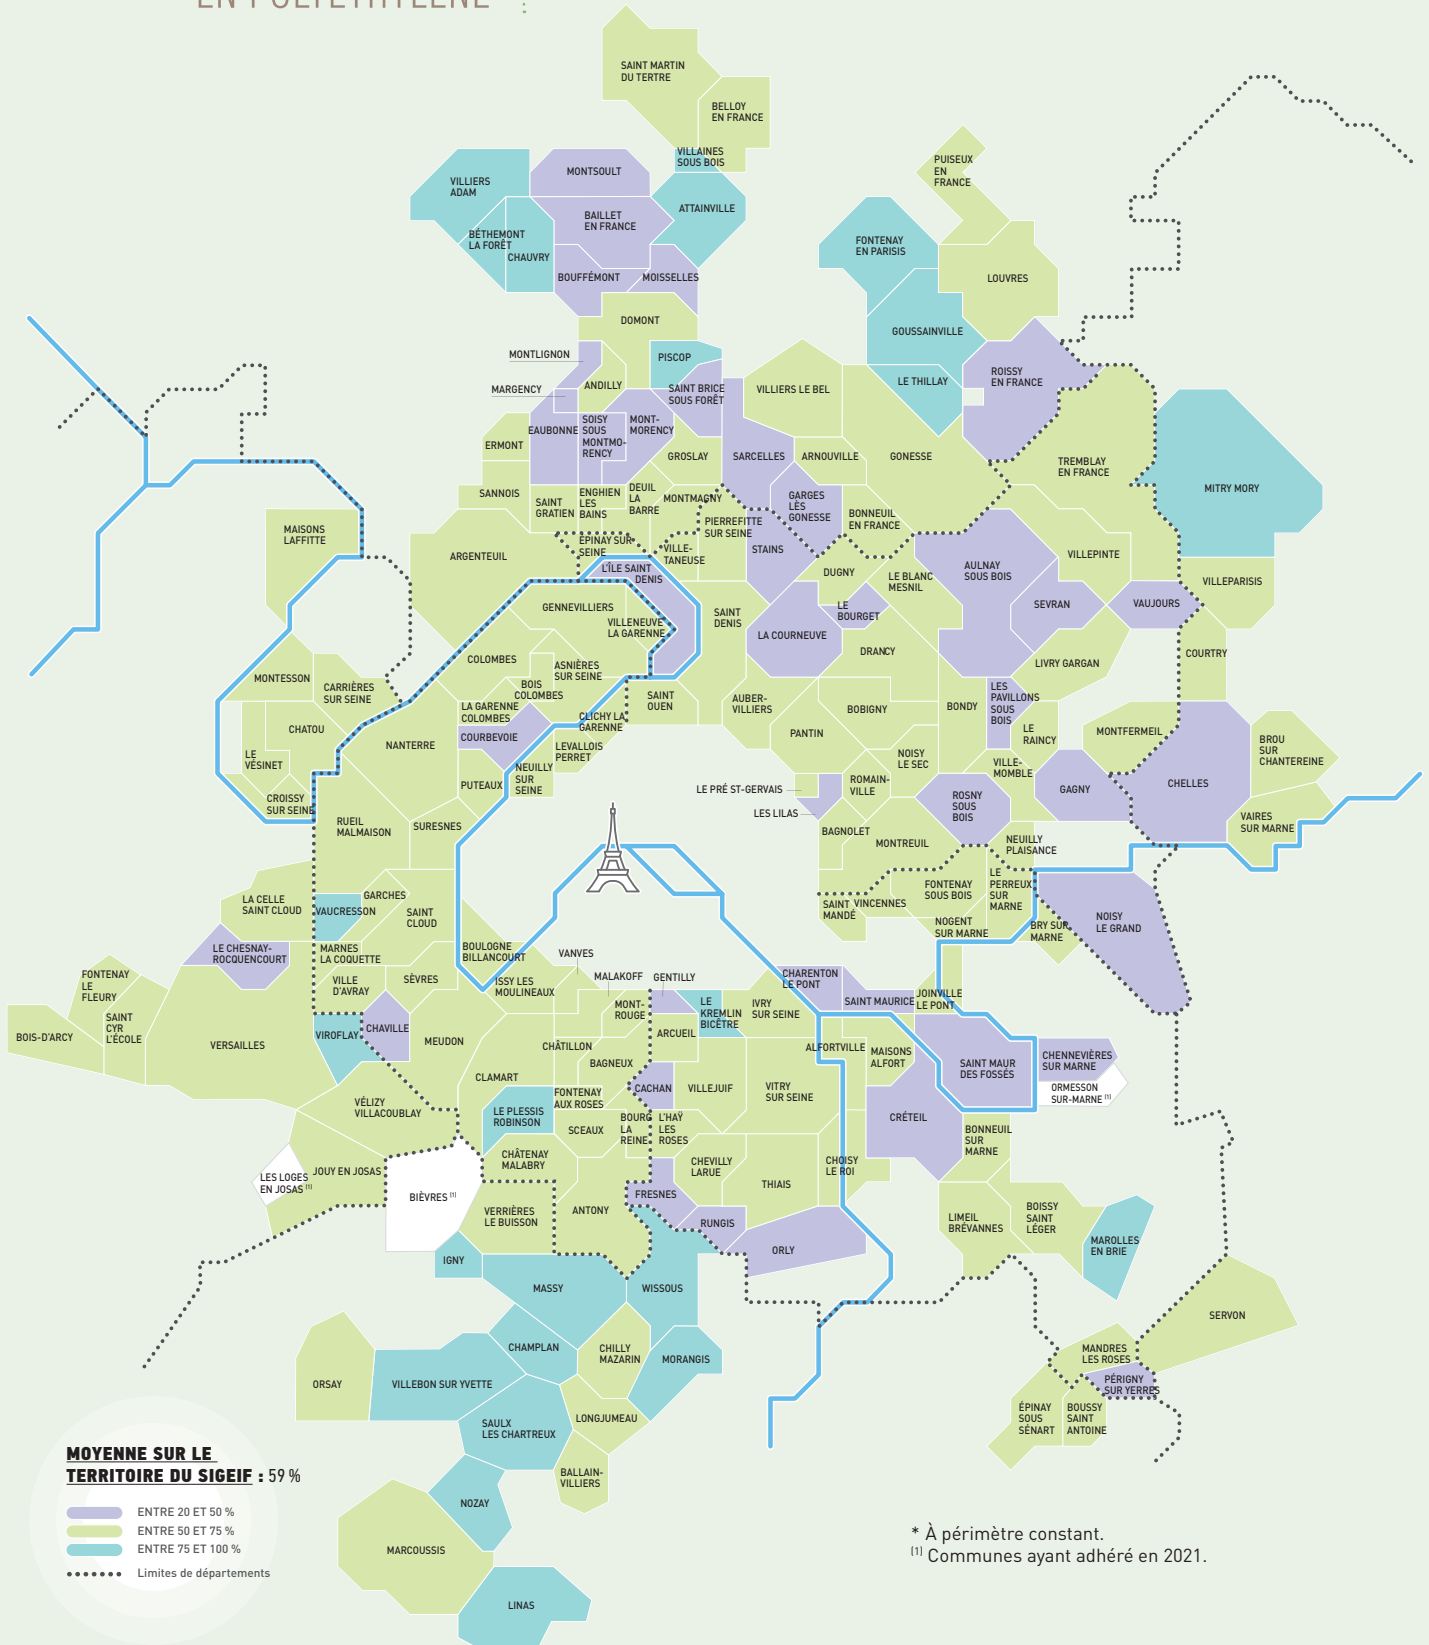 EN POLYÉTHYLÈNE
SAINT MARTIN
DU TERTRE
BELLOY
EN FRANCE
VILLAINES
SOUS BOIS
PUISEUX
EN
FRANCE
MONTSOULT
VILLIERS
ADAM
ATTAINVILLE
BAILLET
EN FRANCE
BÉTHEMONT
LA FORÊT
CHAUVRY
FONTENAY
EN PARISIS
BOUFFÉMONT
MOISSELLES
LOUVRES
DOMONT
GOUSSAINVILLE
MONTLIGNON
PISCOP
ROISSY
EN FRANCE
LE THILLAY
MARGENCY
ANDILLY
SAINT BRICE
SOUS FORÊT
VILLIERS LE BEL
EAUBONNE
SOISY
SOUS
MONTMO-
RENCY
MONT-
MORENCY
ERMONT
GROSLAY
SARCELLES
ARNOUVILLE
GONESSE
TREMBLAY
EN FRANCE
MITRY MORY
SANNOIS
SAINT
GRATIEN
ENGHIEN
LES
BAINS
DEUIL
LA
BARRE
MONTMAGNY
GARGES
LÈS
GONESSE
BONNEUIL
EN FRANCE
MAISONS
LAFFITTE
PIERREFITTE
SUR SEINE
ARGENTEUIL
ÉPINAY SUR
SEINE
VILLE-
TANEUSE
STAINS
VILLEPINTE
L'ÎLE SAINT
DENIS
DUGNY
LE BLANC
MESNIL
AULNAY
SOUS BOIS
VILLEPARISIS
GENNEVILLIERS
VILLENEUVE
LA GARENNE
SAINT
DENIS
LE
BOURGET
SEVRAN
VAUJOURS
LA COURNEUVE
DRANCY
COURTRY
COLOMBES
ASNIÈRES
SUR SEINE
LIVRY GARGAN
MONTESSON
CARRIÈRES
SUR SEINE
BOIS
COLOMBES
SAINT
OUEN
AUBER-
VILLIERS
BOBIGNY
BONDY
LES
PAVILLONS
SOUS
BOIS
LA GARENNE
COLOMBES
CLICHY LA
GARENNE
CHATOU
COURBEVOIE
PANTIN
LE
RAINCY
MONTFERMEIL
BROU
SUR
CHANTEREINE
NANTERRE
LEVALLOIS
PERRET
LE
VÉSINET
NOISY
LE SEC
VILLE-
MOMBLE
NEUILLY
SUR
SEINE
PUTEAUX
LE PRÉ ST-GERVAIS
ROMAIN-
VILLE
GAGNY
CHELLES
CROISSY
SUR SEINE
ROSNY
SOUS
BOIS
LES LILAS
VAIRES
SUR MARNE
RUEIL
MALMAISON
SURESNES
BAGNOLET
MONTREUIL
NEUILLY
PLAISANCE
LE
PERREUX
SUR
MARNE
FONTENAY
SOUS BOIS
GARCHES
LA CELLE
SAINT CLOUD
VAUCRESSON
SAINT
CLOUD
SAINT
MANDÉ
VINCENNES
NOGENT
SUR MARNE
BRY SUR
MARNE
NOISY
LE GRAND
LE CHESNAY-
ROCQUENCOURT
MARNES
LA COQUETTE
BOULOGNE
BILLANCOURT
VANVES
FONTENAY
LE
FLEURY
VILLE
D'AVRAY
SÈVRES
ISSY LES
MOULINEAUX
MALAKOFF
GENTILLY
CHARENTON
LE PONT
SAINT MAURICE
JOINVILLE
LE PONT
MONT-
ROUGE
LE
KREMLIN
BICÊTRE
IVRY
SUR SEINE
SAINT
CYR
L'ÉCOLE
BOIS-D'ARCY
VERSAILLES
VIROFLAY
CHAVILLE
MEUDON
CHÂTILLON
ARCUEIL
ALFORTVILLE
MAISONS
ALFORT
SAINT MAUR
DES FOSSÉS
CHENNEVIÈRES
SUR MARNE
BAGNEUX
CLAMART
CACHAN
VILLEJUIF
VITRY
SUR SEINE
ORMESSON
SUR-MARNE (1)
VÉLIZY
VILLACOUBLAY
LE PLESSIS
ROBINSON
FONTENAY
AUX ROSES
BOURG
LA
REINE
L'HAŸ
LES
ROSES
CRÉTEIL
SCEAUX
BONNEUIL
SUR
MARNE
CHÂTENAY
MALABRY
CHEVILLY
LARUE
CHOISY
LE ROI
LES LOGES
EN JOSAS (1)
JOUY EN JOSAS
BIÈVRES (1)
FRESNES
THIAIS
VERRIÈRES
LE BUISSON
ANTONY
RUNGIS
LIMEIL
BRÉVANNES
BOISSY
SAINT
LÉGER
MAROLLES
EN BRIE
ORLY
IGNY
MASSY
WISSOUS
SERVON
CHAMPLAN
CHILLY
MAZARIN
MORANGIS
MANDRES
LES ROSES
ORSAY
VILLEBON SUR YVETTE
PÉRIGNY
SUR YERRES
SAULX
LES CHARTREUX
LONGJUMEAU
ÉPINAY
SOUS
SÉNART
BOUSSY
SAINT
ANTOINE
BALLAIN-
VILLIERS
NOZAY
MARCOUSSIS
LINAS
MOYENNE SUR LE
TERRITOIRE DU SIGEIF : 59 %
ENTRE 20 ET 50 %
ENTRE 50 ET 75 %
ENTRE 75 ET 100 %
Limites de départements
* À périmètre constant.
(1) Communes ayant adhéré en 2021.